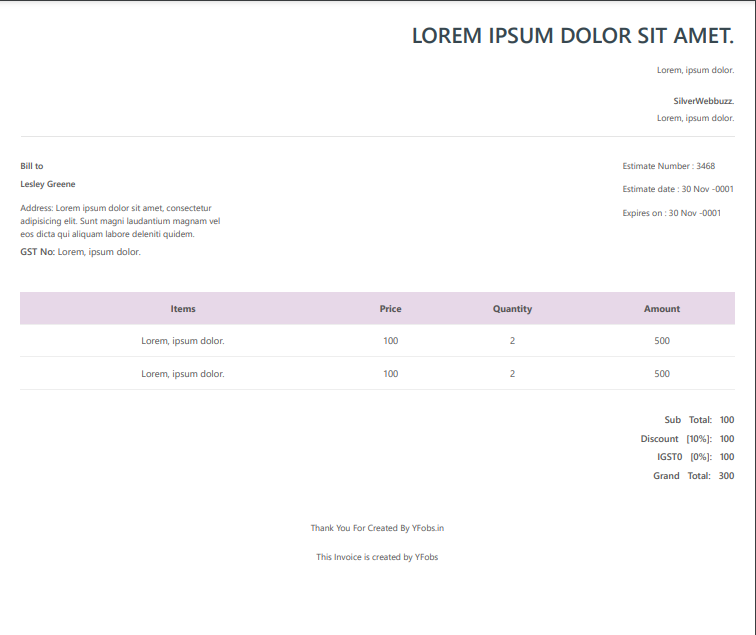 LOREM IPSUM DOLOR SIT AMET.
Lorem, ipsum dolor.
SilverWebbuzz.
Lorem, ipsum dolor.
Bill to
Lesley Greene
Address: Lorem ipsum dolor sit amet, consectetur
adipisicing elit. Sunt magni laudantium magnam vel
eos dicta qui aliquam labore deleniti quidem.
GST No: Lorem, ipsum dolor.
Estimate Number : 3468
Estimate date : 30 Nov -0001
Expires on : 30 Nov -0001
Items Price Quantity Amount
Lorem, ipsum dolor. 100 2 500
Lorem, ipsum dolor. 100 2 500
Sub Total: 100
Discount [10%]: 100
IGST0 [0%]: 100
Grand Total: 300
Thank You For Created By YFobs.in
This Invoice is created by YFobs